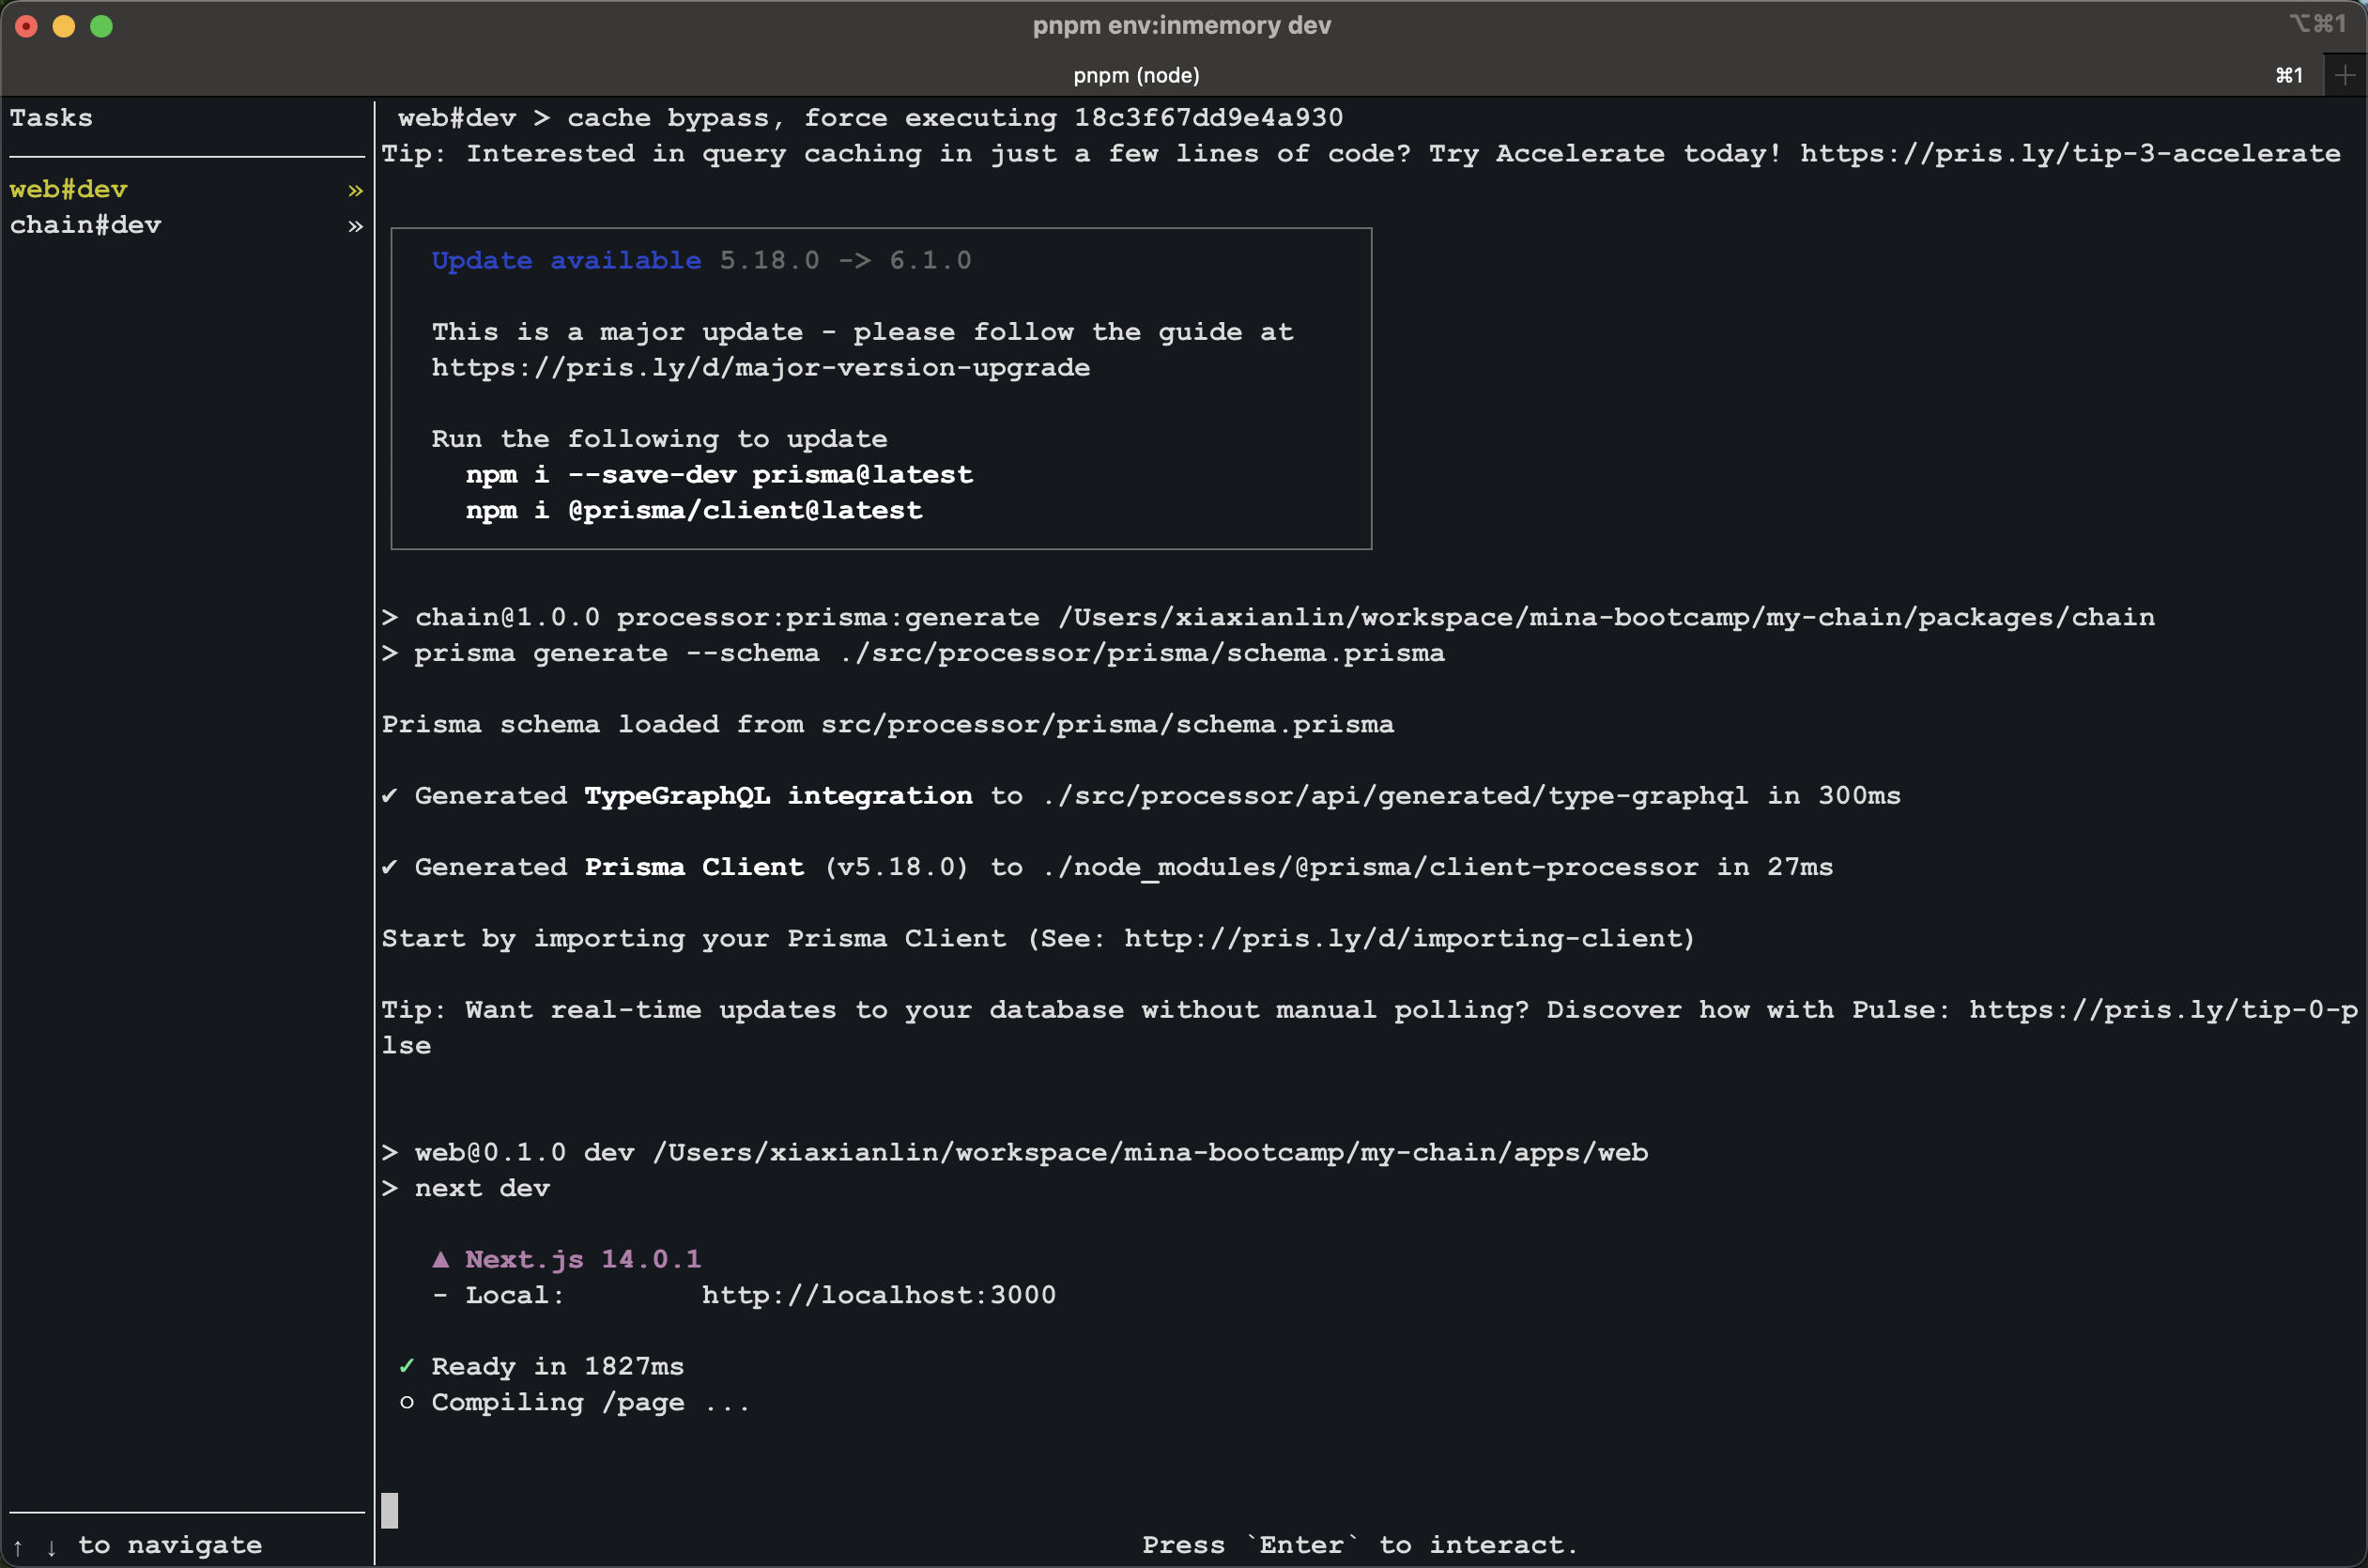 pnpm env:inmemory dev
⌥⌘1
pnpm (node)
⌘1
Tasks
web#dev »
chain#dev »
↑ ↓ to navigate
web#dev > cache bypass, force executing 18c3f67dd9e4a930
Tip: Interested in query caching in just a few lines of code? Try Accelerate today! https://pris.ly/tip-3-accelerate
Update available 5.18.0 -> 6.1.0
This is a major update - please follow the guide at
https://pris.ly/d/major-version-upgrade
Run the following to update
npm i --save-dev prisma@latest
npm i @prisma/client@latest
> chain@1.0.0 processor:prisma:generate /Users/xiaxianlin/workspace/mina-bootcamp/my-chain/packages/chain
> prisma generate --schema ./src/processor/prisma/schema.prisma
Prisma schema loaded from src/processor/prisma/schema.prisma
✔ Generated TypeGraphQL integration to ./src/processor/api/generated/type-graphql in 300ms
✔ Generated Prisma Client (v5.18.0) to ./node_modules/@prisma/client-processor in 27ms
Start by importing your Prisma Client (See: http://pris.ly/d/importing-client)
Tip: Want real-time updates to your database without manual polling? Discover how with Pulse: https://pris.ly/tip-0-p
lse
> web@0.1.0 dev /Users/xiaxianlin/workspace/mina-bootcamp/my-chain/apps/web
> next dev
▲ Next.js 14.0.1
- Local: http://localhost:3000
✓ Ready in 1827ms
○ Compiling /page ...
Press `Enter` to interact.